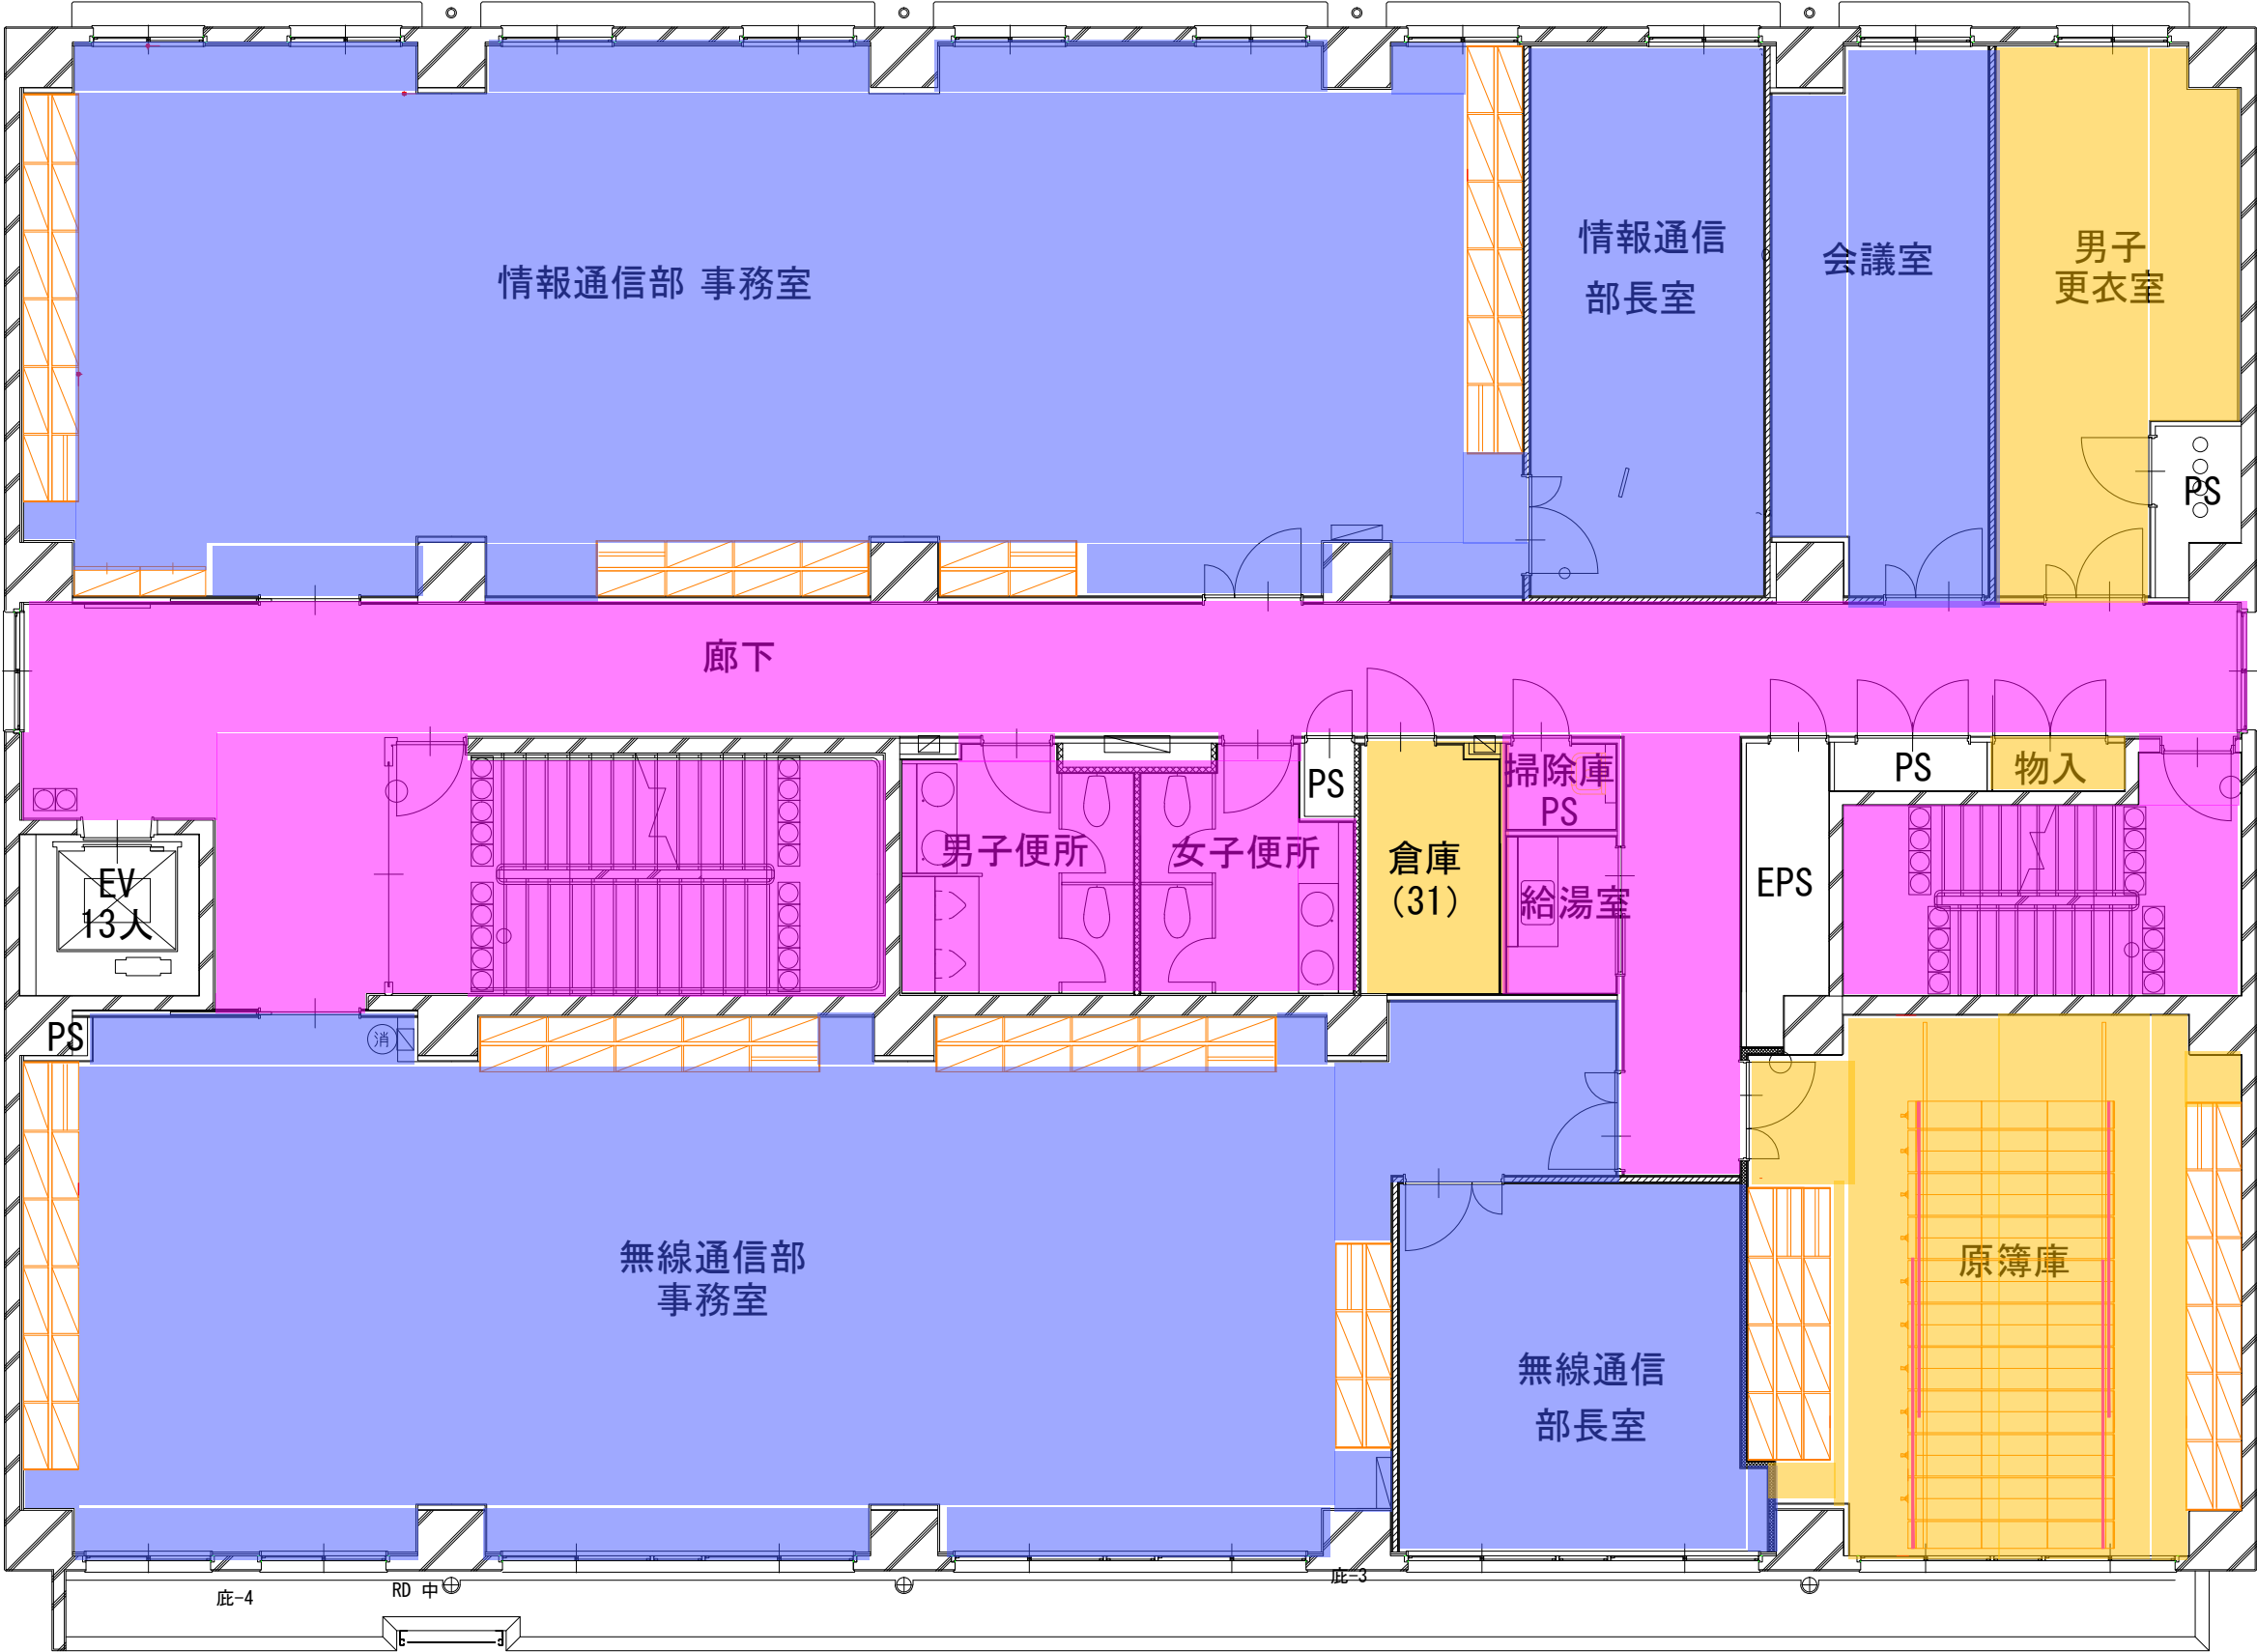 情報通信部 事務室
情報通信
部長室
会議室
男子
更衣室
PS
廊下
EV
13人
男子便所
女子便所
PS
倉庫
(31)
掃除庫
PS
給湯室
EPS
PS
物入
PS
消
無線通信部
事務室
無線通信
部長室
原簿庫
庇-4
RD 中
庇-3